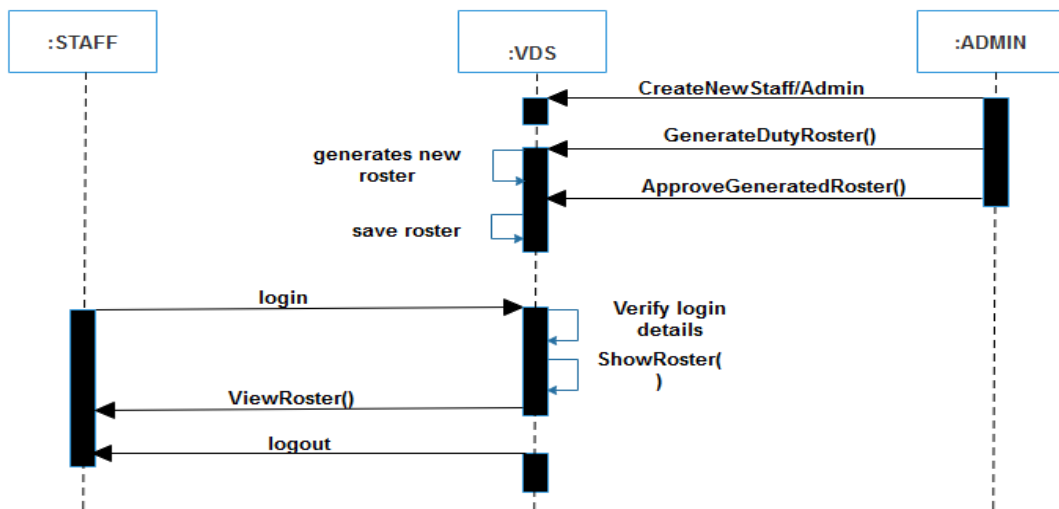 :STAFF
:VDS
:ADMIN
CreateNewStaff/Admin
GenerateDutyRoster()
generates new
roster
ApproveGeneratedRoster()
save roster
login
Verify login
details
ShowRoster(
)
ViewRoster()
logout